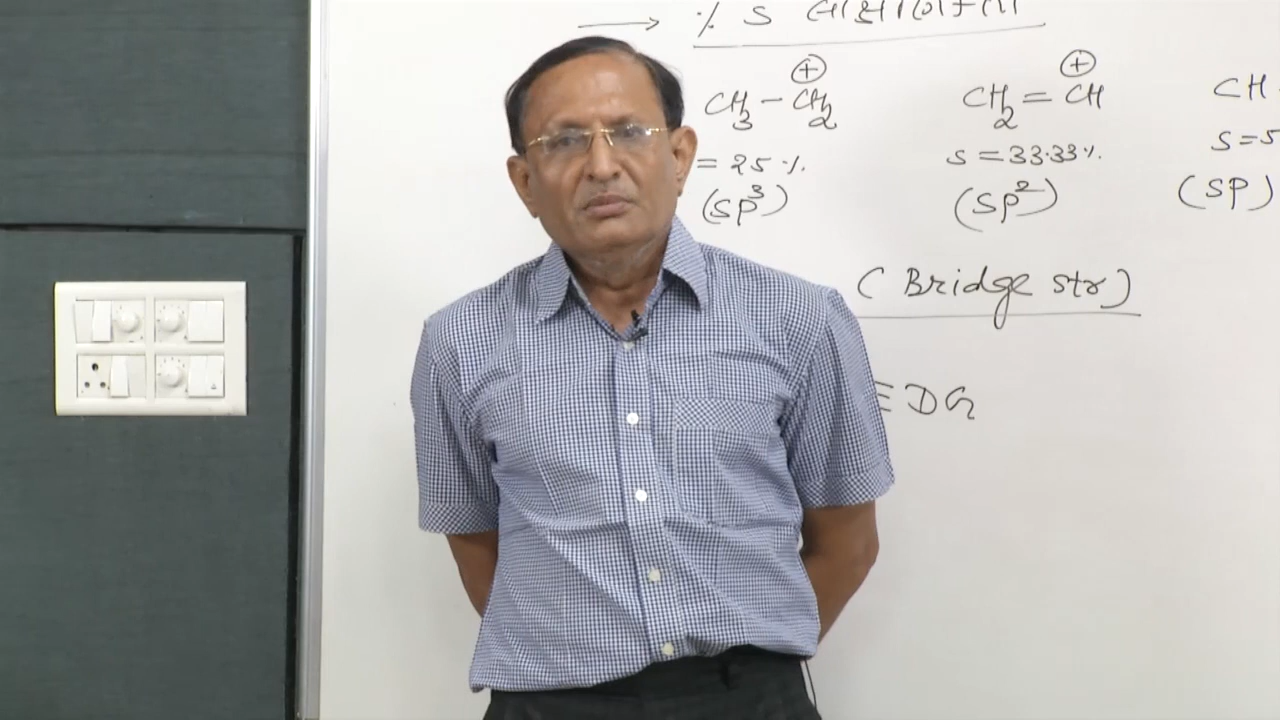 ⟶ % S
CH₃ − CH₂⊕ CH₂ = CH⊕ CH
= 25 % S = 33.33 % S = 5
(SP³) (SP²) (SP)
( Bridge str )
EDG